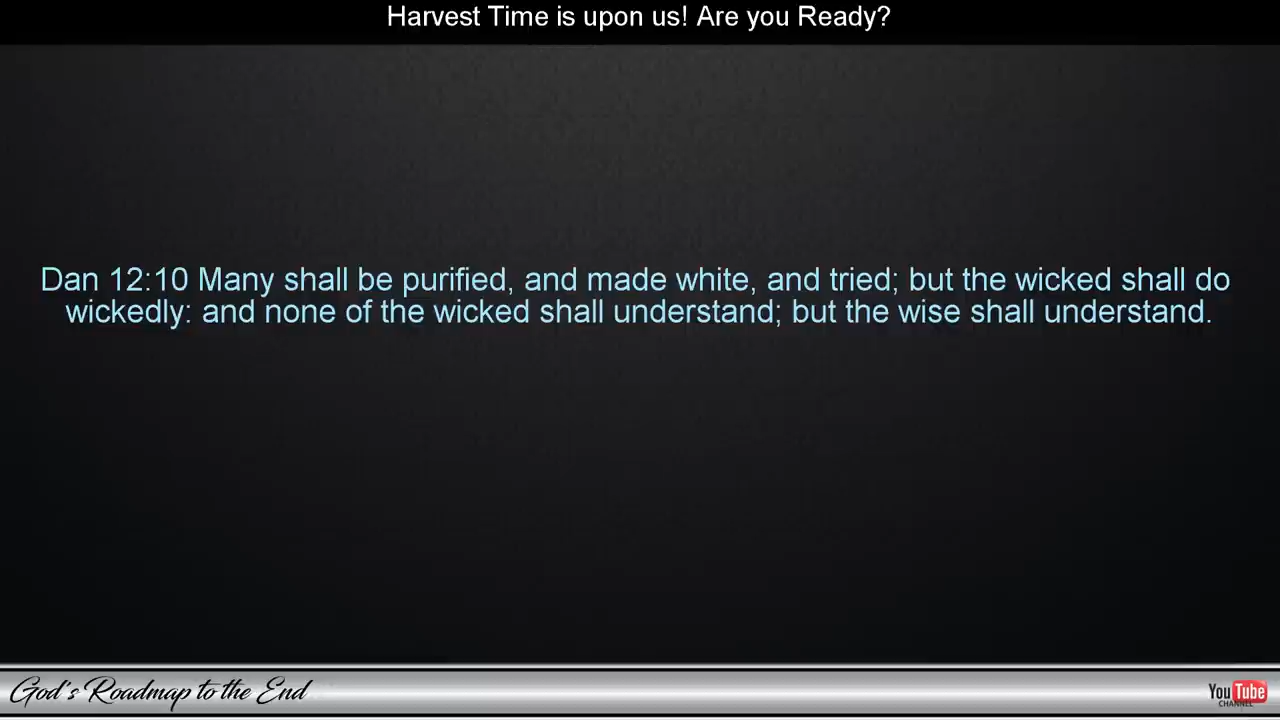 Harvest Time is upon us! Are you Ready?
Dan 12:10 Many shall be purified, and made white, and tried; but the wicked shall do
wickedly: and none of the wicked shall understand; but the wise shall understand.
God's Roadmap to the End
YouTube
CHANNEL